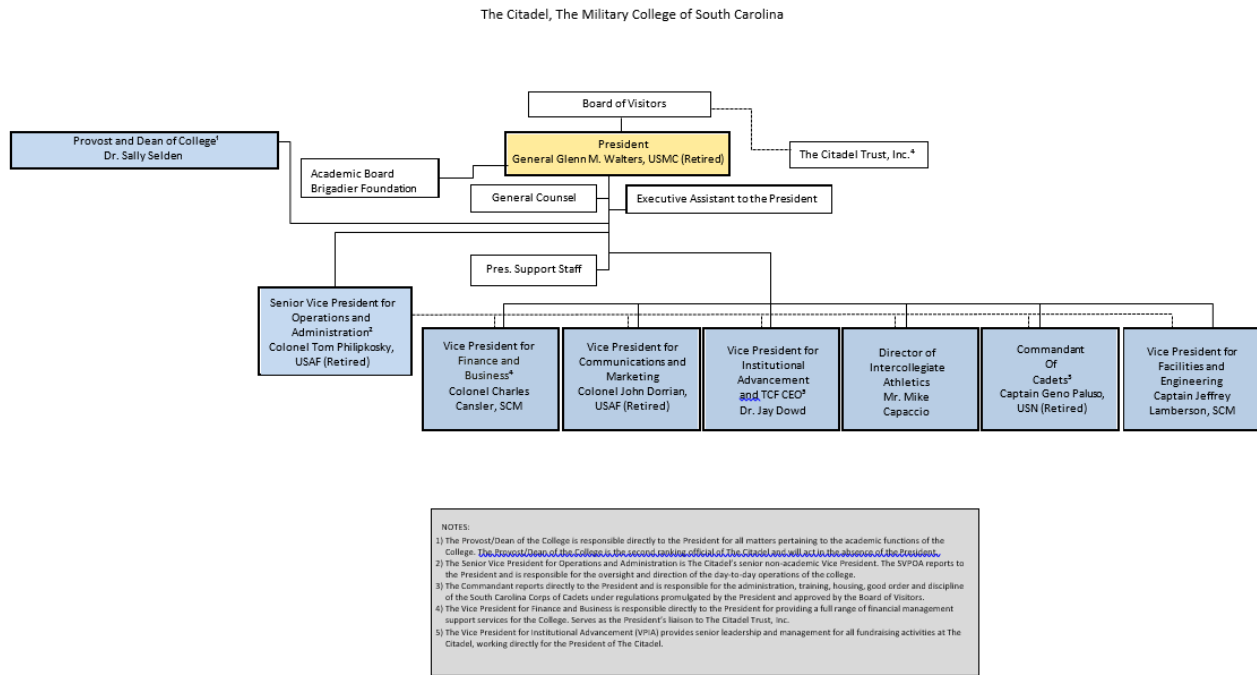 The Citadel, The Military College of South Carolina
Board of Visitors
Provost and Dean of College¹
Dr. Sally Selden
President
General Glenn M. Walters, USMC (Retired)
The Citadel Trust, Inc.⁴
Academic Board
Brigadier Foundation
General Counsel
Executive Assistant to the President
Pres. Support Staff
Senior Vice President for
Operations and
Administration²
Colonel Tom Philipkosky,
USAF (Retired)
Vice President for
Finance and
Business⁴
Colonel Charles
Cansler, SCM
Vice President for
Communications and
Marketing
Colonel John Dorrian,
USAF (Retired)
Vice President for
Institutional
Advancement
and TCF CEO⁵
Dr. Jay Dowd
Director of
Intercollegiate
Athletics
Mr. Mike
Capaccio
Commandant
Of
Cadets³
Captain Geno Paluso,
USN (Retired)
Vice President for
Facilities and
Engineering
Captain Jeffrey
Lamberson, SCM
NOTES:
1) The Provost/Dean of the College is responsible directly to the President for all matters pertaining to the academic functions of the
College. The Provost/Dean of the College is the second ranking official of The Citadel and will act in the absence of the President.
2) The Senior Vice President for Operations and Administration is The Citadel's senior non-academic Vice President. The SVPOA reports to
the President and is responsible for the oversight and direction of the day-to-day operations of the college.
3) The Commandant reports directly to the President and is responsible for the administration, training, housing, good order and discipline
of the South Carolina Corps of Cadets under regulations promulgated by the President and approved by the Board of Visitors.
4) The Vice President for Finance and Business is responsible directly to the President for providing a full range of financial management
support services for the College. Serves as the President's liaison to The Citadel Trust, Inc.
5) The Vice President for Institutional Advancement (VPIA) provides senior leadership and management for all fundraising activities at The
Citadel, working directly for the President of The Citadel.